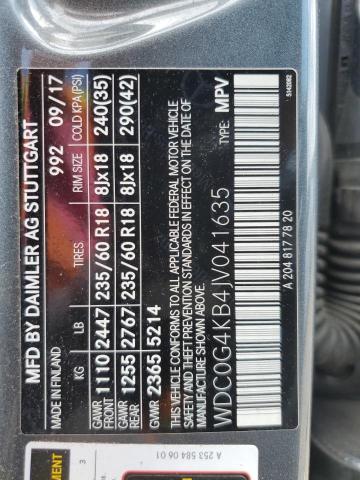 MFD BY DAIMLER AG STUTTGART
MADE IN FINLAND 992 09/17
KG LB TIRES RIM SIZE COLD KPA(PSI)
GAWR FRONT 1110 2447 235/60 R18 8Jx18 240(35)
GAWR REAR 1255 2767 235/60 R18 8Jx18 290(42)
GVWR 2365 5214
THIS VEHICLE CONFORMS TO ALL APPLICABLE FEDERAL MOTOR VEHICLE
SAFETY AND THEFT PREVENTION STANDARDS IN EFFECT ON THE DATE OF
MANUFACTURE SHOWN ABOVE.
TYPE: MPV
WDC0G4KB4JV041635
A 204 817 78 20
S142082
A 253 584 06 01
3